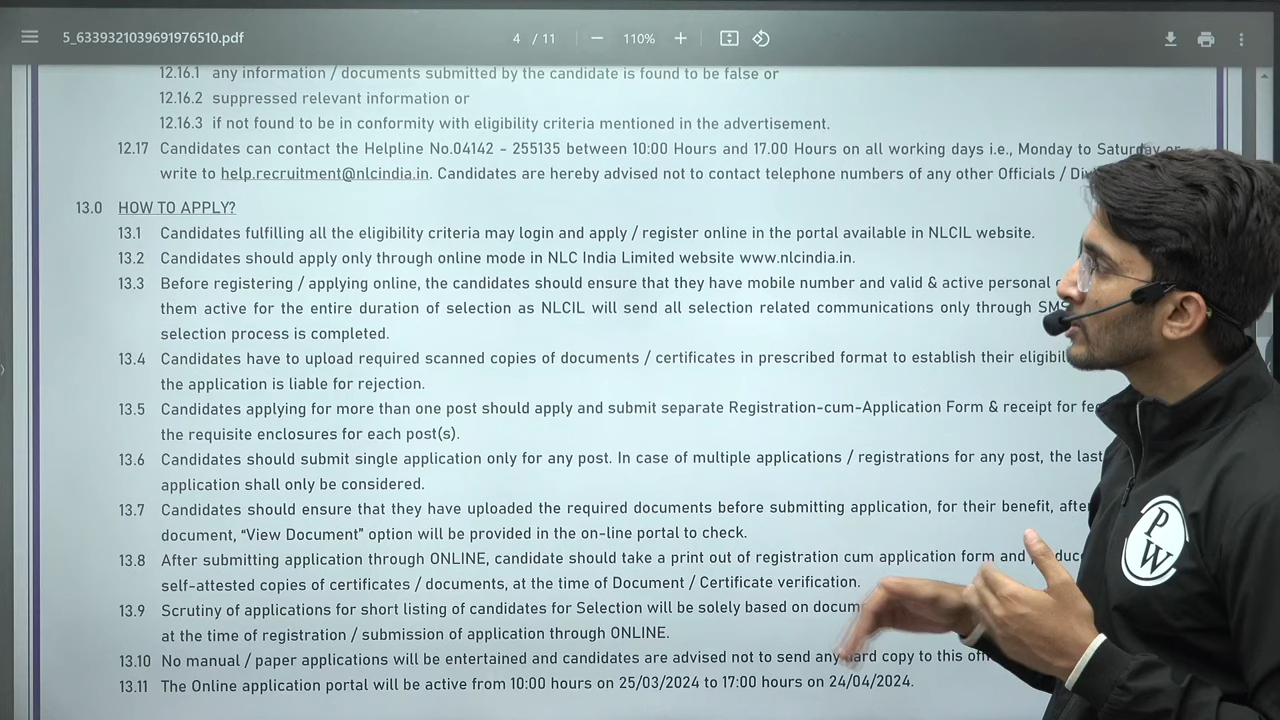 5_6339321039691976510.pdf 4 / 11 110%
12.16.1 any information / documents submitted by the candidate is found to be false or
12.16.2 suppressed relevant information or
12.16.3 if not found to be in conformity with eligibility criteria mentioned in the advertisement.
12.17 Candidates can contact the Helpline No.04142 - 255135 between 10:00 Hours and 17.00 Hours on all working days i.e., Monday to Saturday or
write to help.recruitment@nlcindia.in. Candidates are hereby advised not to contact telephone numbers of any other Officials /
13.0 HOW TO APPLY?
13.1 Candidates fulfilling all the eligibility criteria may login and apply / register online in the portal available in NLCIL website.
13.2 Candidates should apply only through online mode in NLC India Limited website www.nlcindia.in.
13.3 Before registering / applying online, the candidates should ensure that they have mobile number and valid & active personal
them active for the entire duration of selection as NLCIL will send all selection related communications only through SMS
selection process is completed.
13.4 Candidates have to upload required scanned copies of documents / certificates in prescribed format to establish their
the application is liable for rejection.
13.5 Candidates applying for more than one post should apply and submit separate Registration-cum-Application Form & receipt for
the requisite enclosures for each post(s).
13.6 Candidates should submit single application only for any post. In case of multiple applications / registrations for any post, the last
application shall only be considered.
13.7 Candidates should ensure that they have uploaded the required documents before submitting application, for their benefit, after
document, “View Document” option will be provided in the on-line portal to check.
13.8 After submitting application through ONLINE, candidate should take a print out of registration cum application form and
self-attested copies of certificates / documents, at the time of Document / Certificate verification.
13.9 Scrutiny of applications for short listing of candidates for Selection will be solely based on
at the time of registration / submission of application through ONLINE.
13.10 No manual / paper applications will be entertained and candidates are advised not to send any hard copy to this
13.11 The Online application portal will be active from 10:00 hours on 25/03/2024 to 17:00 hours on 24/04/2024.
P
W